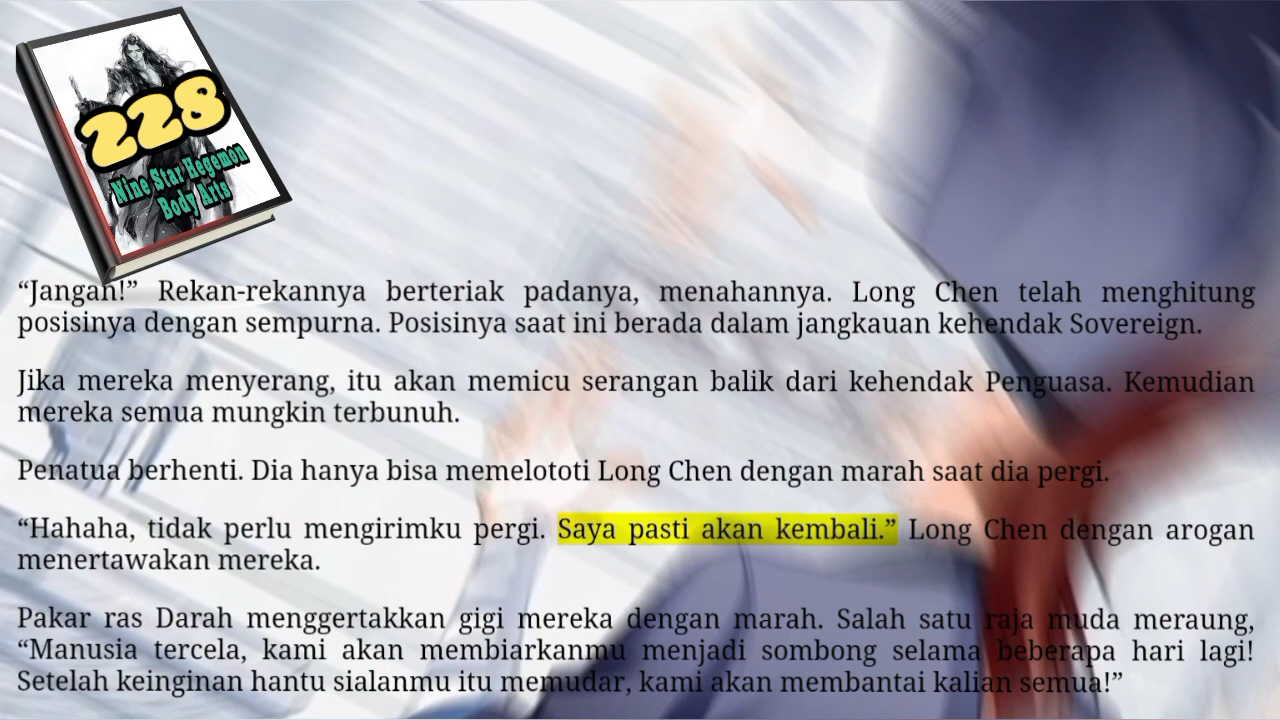 228
Nine Star Hegemon
Body Arts
“Jangan!” Rekan-rekannya berteriak padanya, menahannya. Long Chen telah menghitung
posisinya dengan sempurna. Posisinya saat ini berada dalam jangkauan kehendak Sovereign.
Jika mereka menyerang, itu akan memicu serangan balik dari kehendak Penguasa. Kemudian
mereka semua mungkin terbunuh.
Penatua berhenti. Dia hanya bisa memelototi Long Chen dengan marah saat dia pergi.
“Hahaha, tidak perlu mengirimku pergi. Saya pasti akan kembali.” Long Chen dengan arogan
menertawakan mereka.
Pakar ras Darah menggertakkan gigi mereka dengan marah. Salah satu raja muda meraung,
“Manusia tercela, kami akan membiarkanmu menjadi sombong selama beberapa hari lagi!
Setelah keinginan hantu sialanmu itu memudar, kami akan membantai kalian semua!”